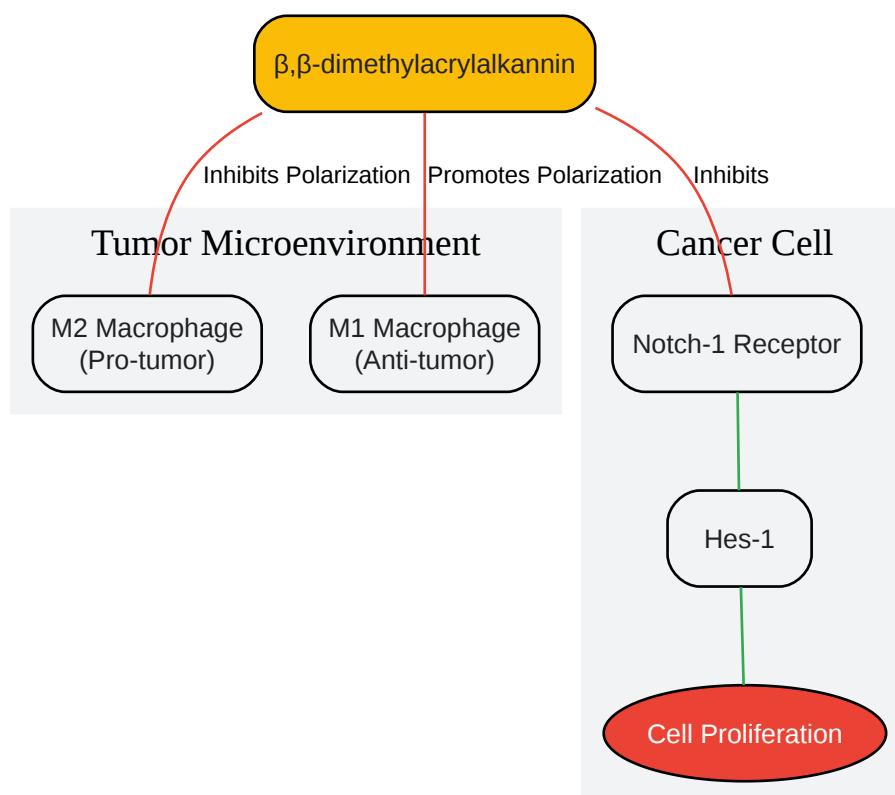 β,β-dimethylacrylalkannin
Inhibits Polarization
Promotes Polarization
Inhibits
Tumor Microenvironment
Cancer Cell
M2 Macrophage
(Pro-tumor)
M1 Macrophage
(Anti-tumor)
Notch-1 Receptor
Hes-1
Cell Proliferation